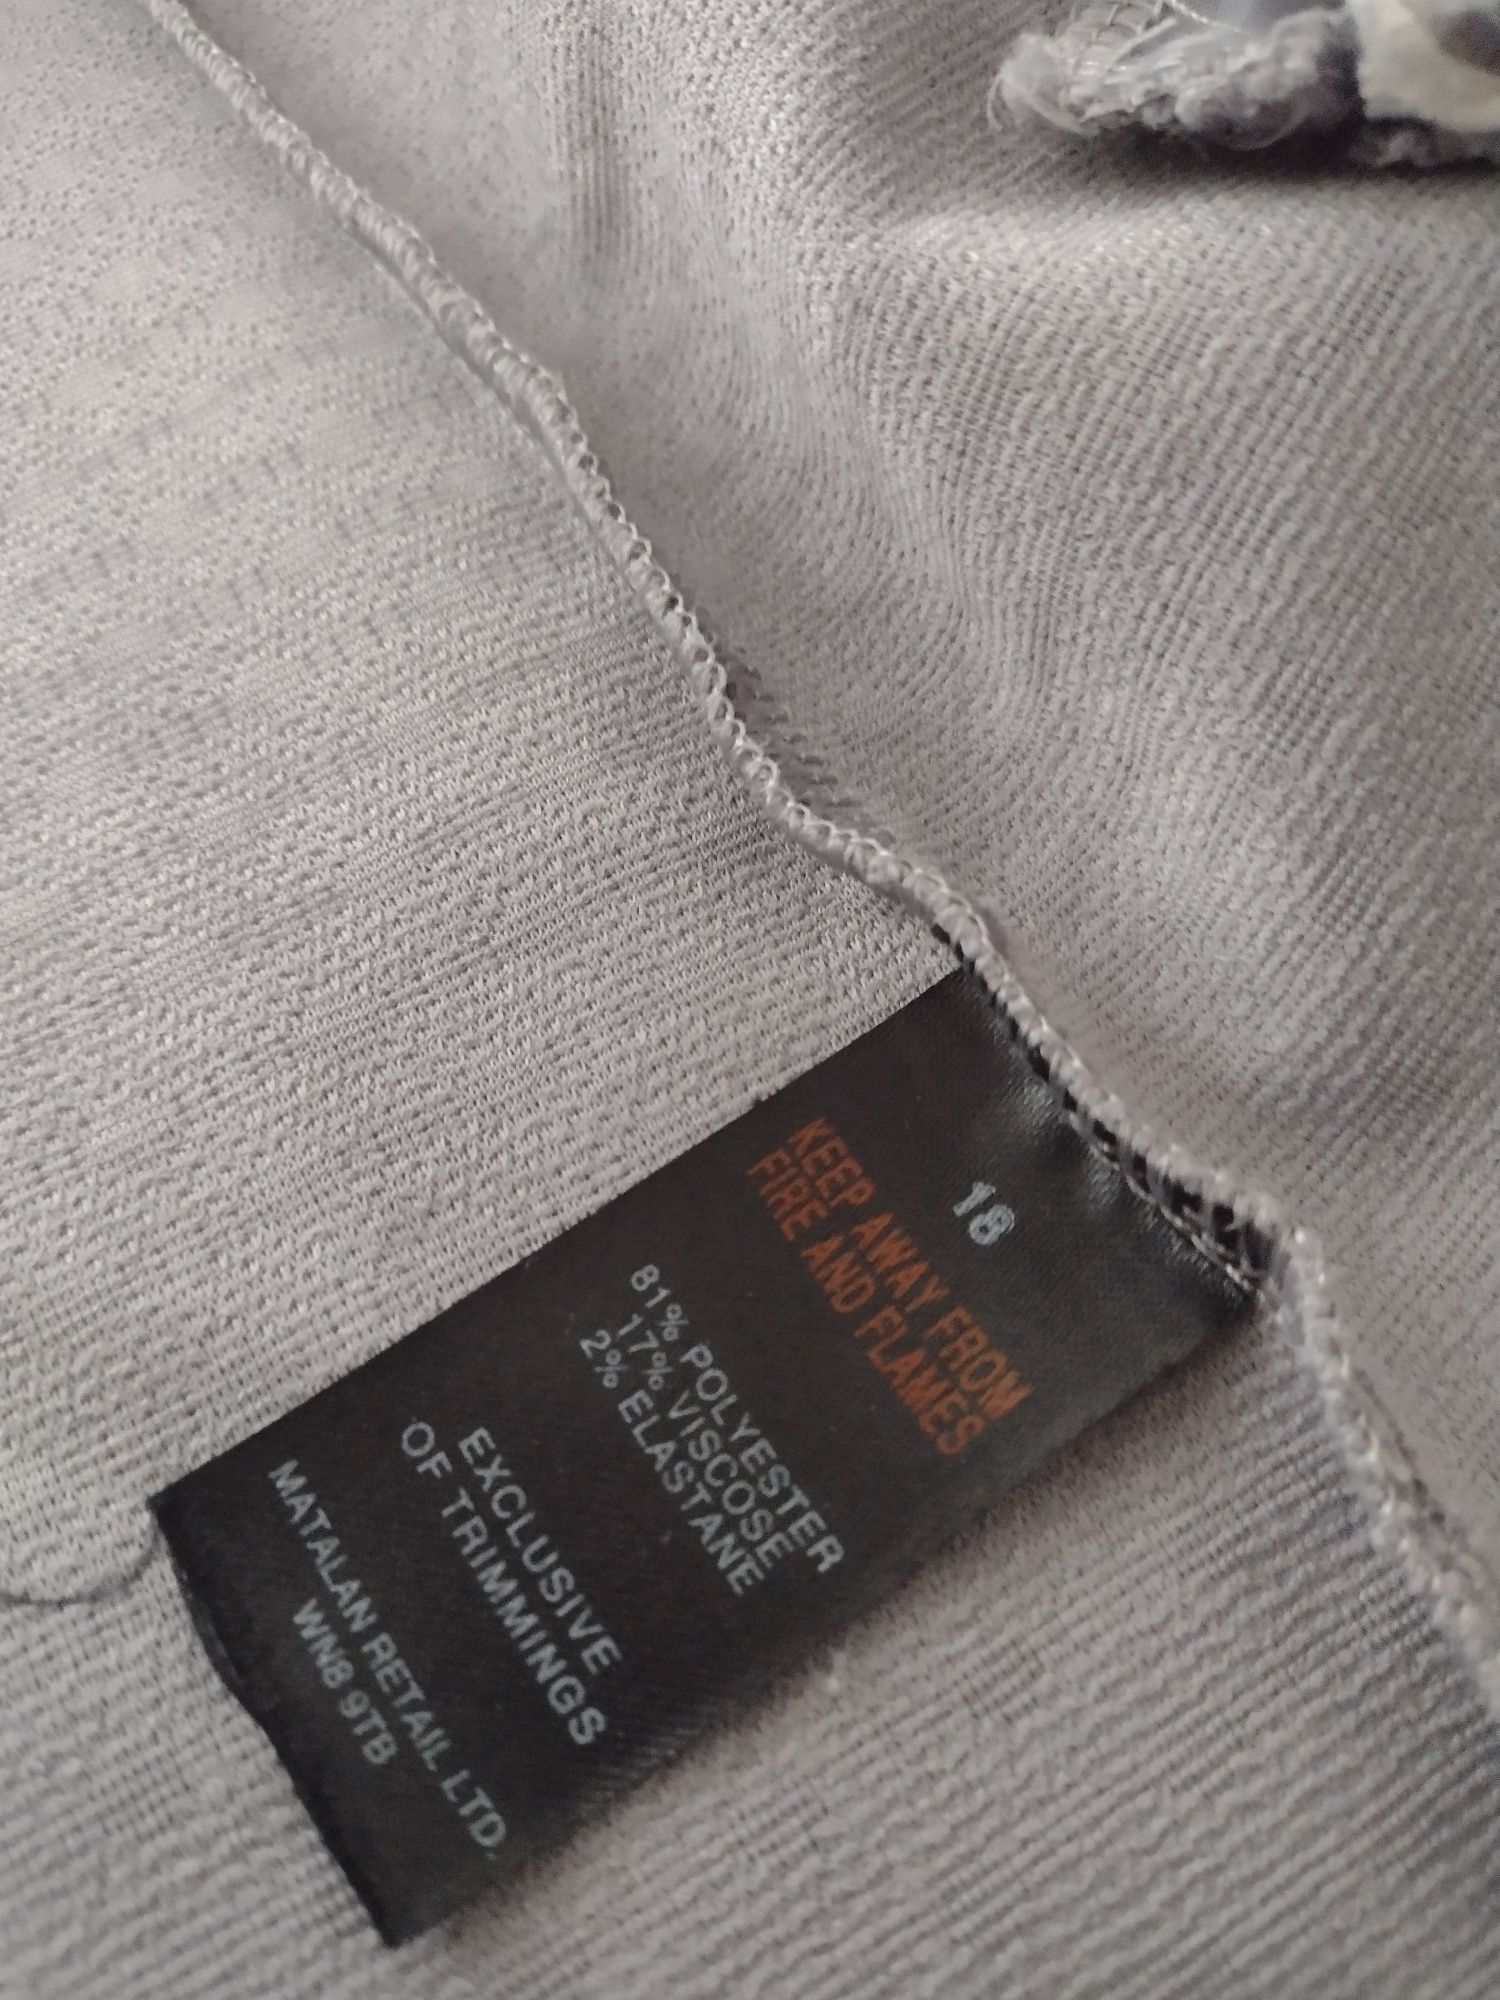 18
KEEP AWAY FROM
FIRE AND FLAMES
81% POLYESTER
17% VISCOSE
2% ELASTANE
EXCLUSIVE
OF TRIMMINGS
MATALAN RETAIL LTD.
WN8 9TB